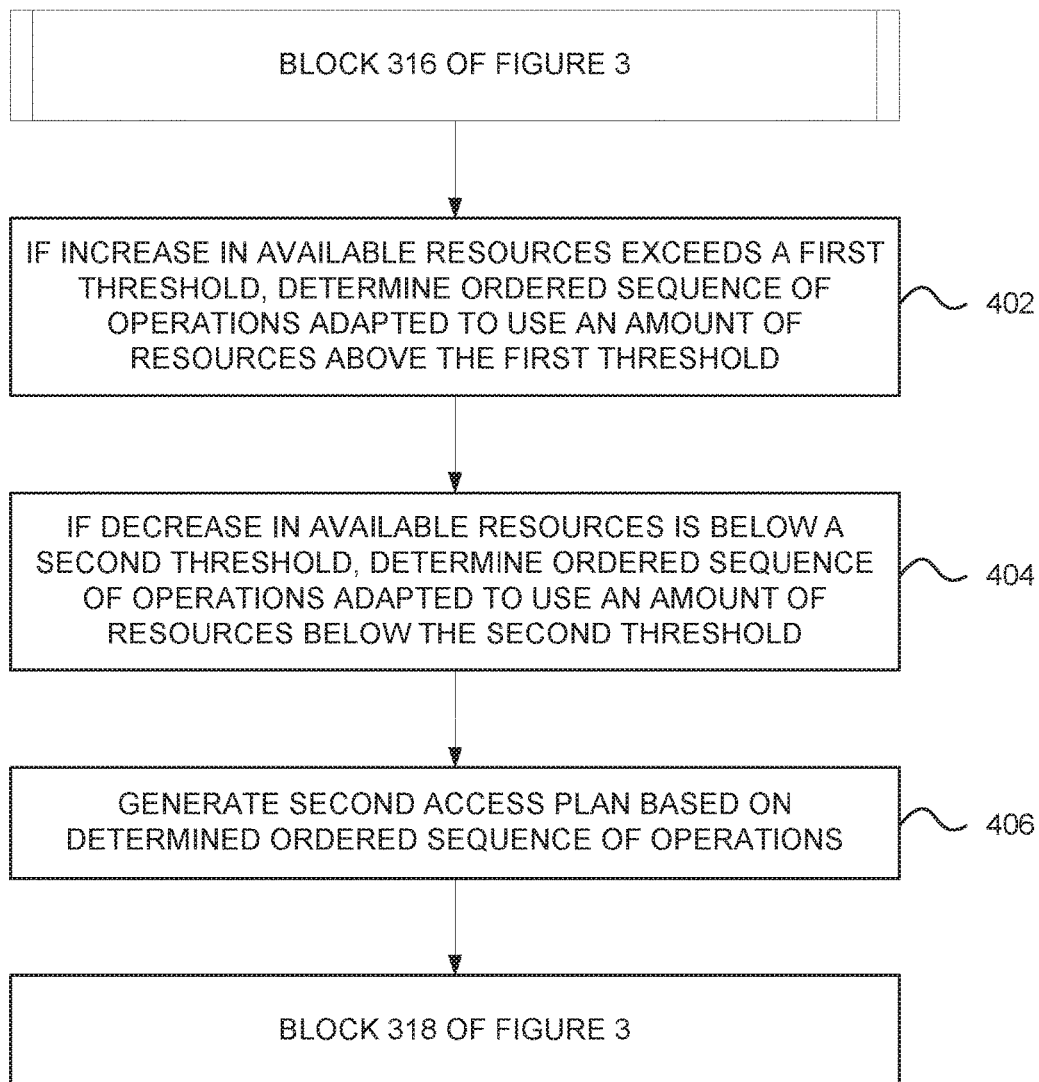 BLOCK 316 OF FIGURE 3
IF INCREASE IN AVAILABLE RESOURCES EXCEEDS A FIRST
THRESHOLD, DETERMINE ORDERED SEQUENCE OF
OPERATIONS ADAPTED TO USE AN AMOUNT OF
RESOURCES ABOVE THE FIRST THRESHOLD
402
IF DECREASE IN AVAILABLE RESOURCES IS BELOW A
SECOND THRESHOLD, DETERMINE ORDERED SEQUENCE
OF OPERATIONS ADAPTED TO USE AN AMOUNT OF
RESOURCES BELOW THE SECOND THRESHOLD
404
GENERATE SECOND ACCESS PLAN BASED ON
DETERMINED ORDERED SEQUENCE OF OPERATIONS
406
BLOCK 318 OF FIGURE 3